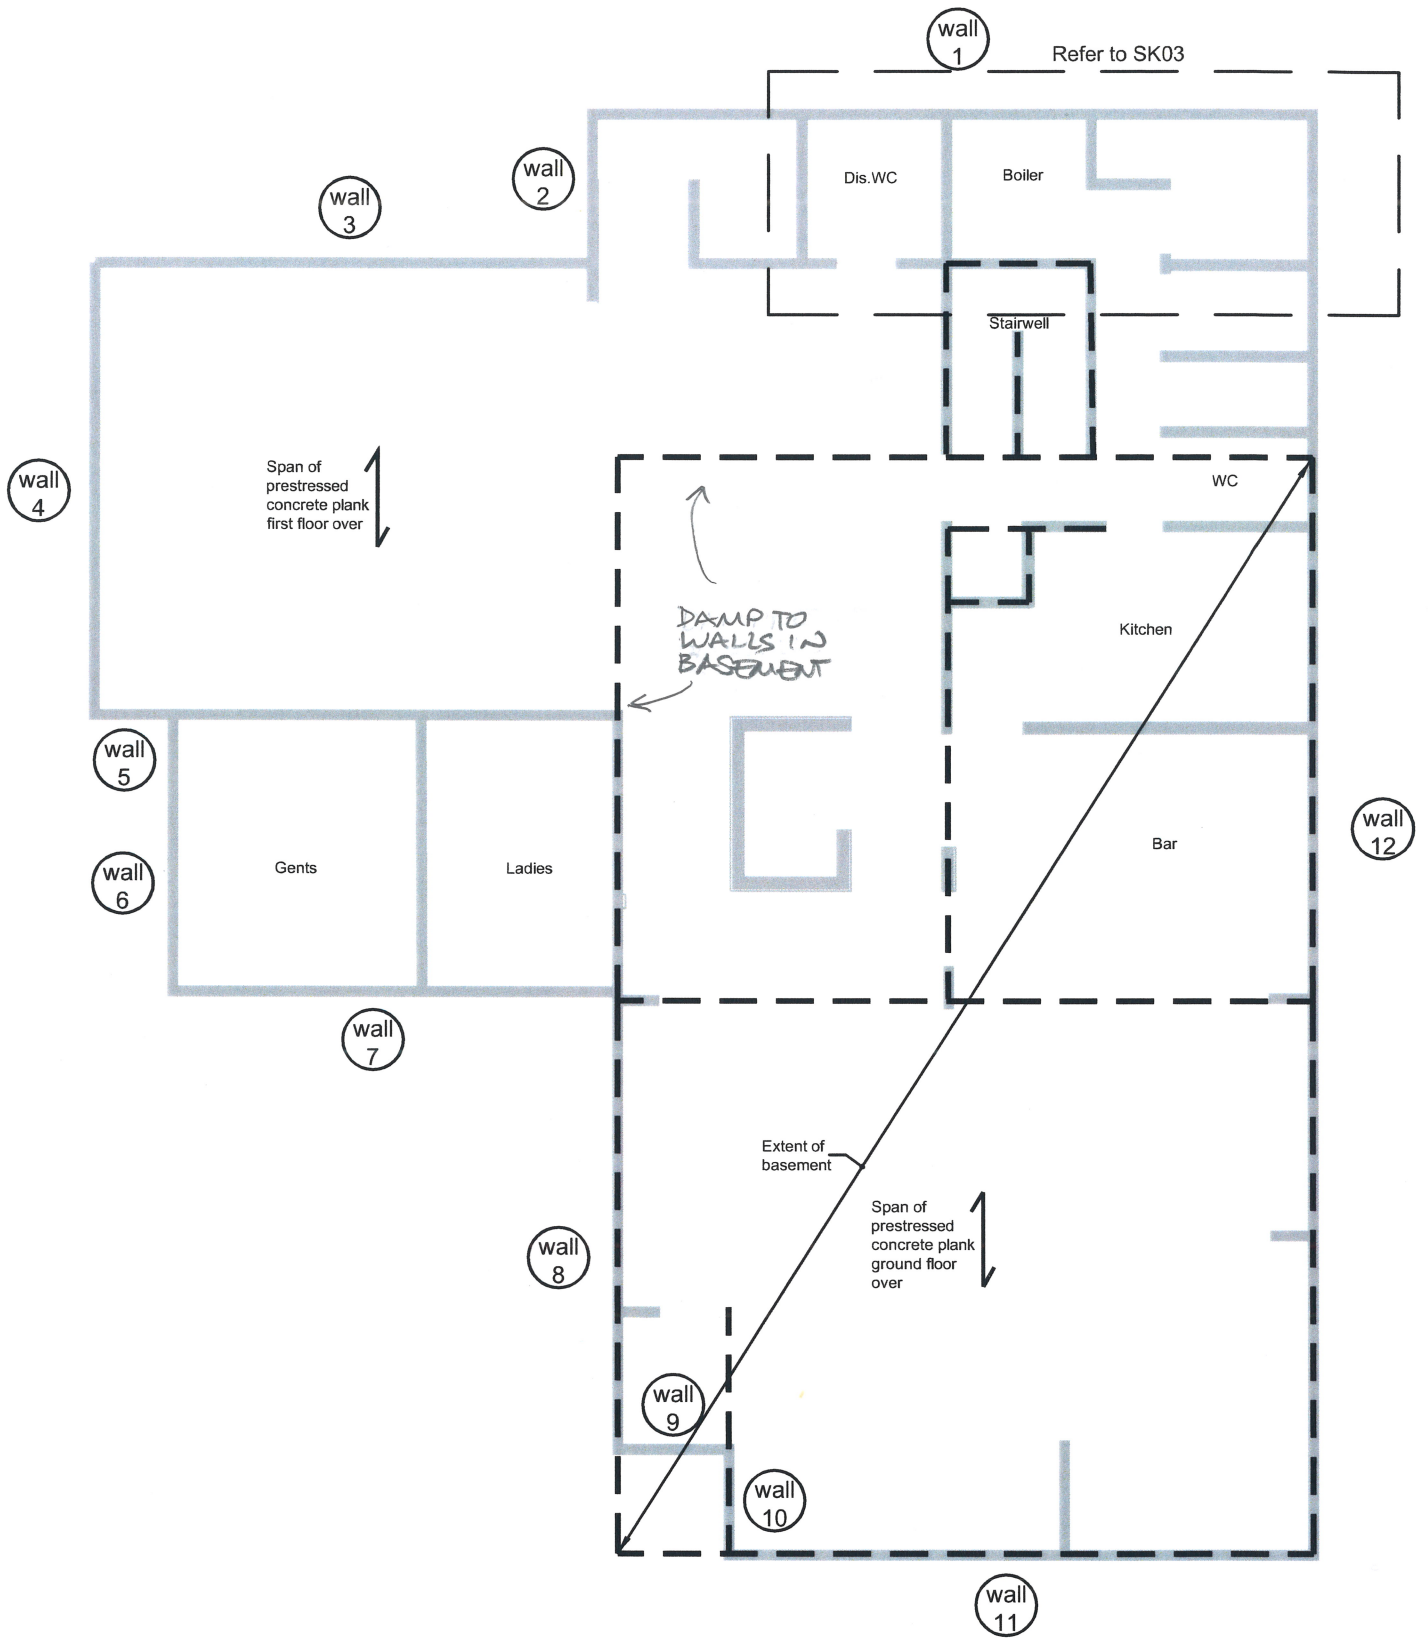 wall
1
Refer to SK03
wall
2
Dis.WC
Boiler
wall
3
Stairwell
Span of
prestressed
concrete plank
first floor over
wall
4
WC
DAMP TO
WALLS IN
BASEMENT
Kitchen
wall
5
wall
6
Gents
Ladies
Bar
wall
12
wall
7
Extent of
basement
Span of
prestressed
concrete plank
ground floor
over
wall
8
wall
9
wall
10
wall
11